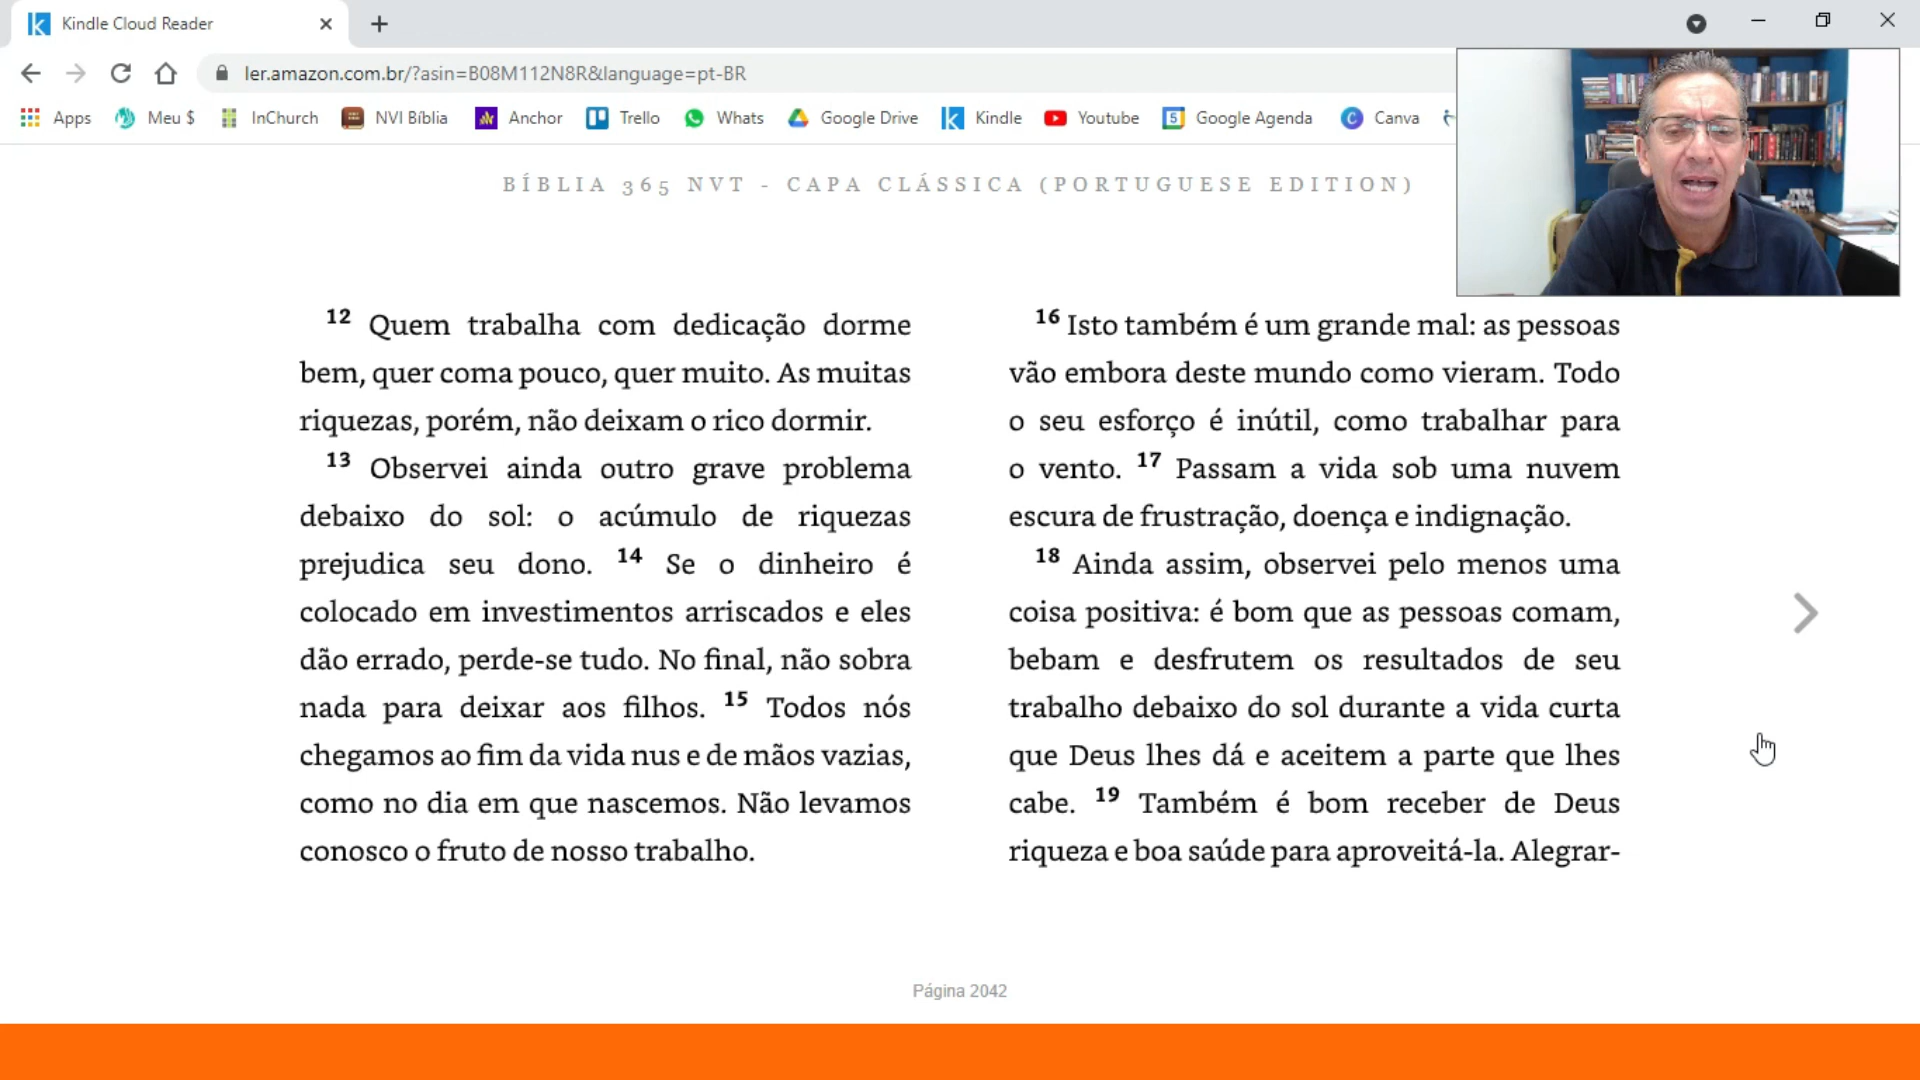 Kindle Cloud Reader
ler.amazon.com.br/?asin=B08M112N8R&language=pt-BR
Apps Meu $ InChurch NVI Bíblia Anchor Trello Whats Google Drive Kindle Youtube 5 Google Agenda Canva
BÍBLIA 365 NVT - CAPA CLÁSSICA (PORTUGUESE EDITION)
12 Quem trabalha com dedicação dorme
bem, quer coma pouco, quer muito. As muitas
riquezas, porém, não deixam o rico dormir.
13 Observei ainda outro grave problema
debaixo do sol: o acúmulo de riquezas
prejudica seu dono. 14 Se o dinheiro é
colocado em investimentos arriscados e eles
dão errado, perde-se tudo. No final, não sobra
nada para deixar aos filhos. 15 Todos nós
chegamos ao fim da vida nus e de mãos vazias,
como no dia em que nascemos. Não levamos
conosco o fruto de nosso trabalho.
16 Isto também é um grande mal: as pessoas
vão embora deste mundo como vieram. Todo
o seu esforço é inútil, como trabalhar para
o vento. 17 Passam a vida sob uma nuvem
escura de frustração, doença e indignação.
18 Ainda assim, observei pelo menos uma
coisa positiva: é bom que as pessoas comam,
bebam e desfrutem os resultados de seu
trabalho debaixo do sol durante a vida curta
que Deus lhes dá e aceitem a parte que lhes
cabe. 19 Também é bom receber de Deus
riqueza e boa saúde para aproveitá-la. Alegrar-
Página 2042